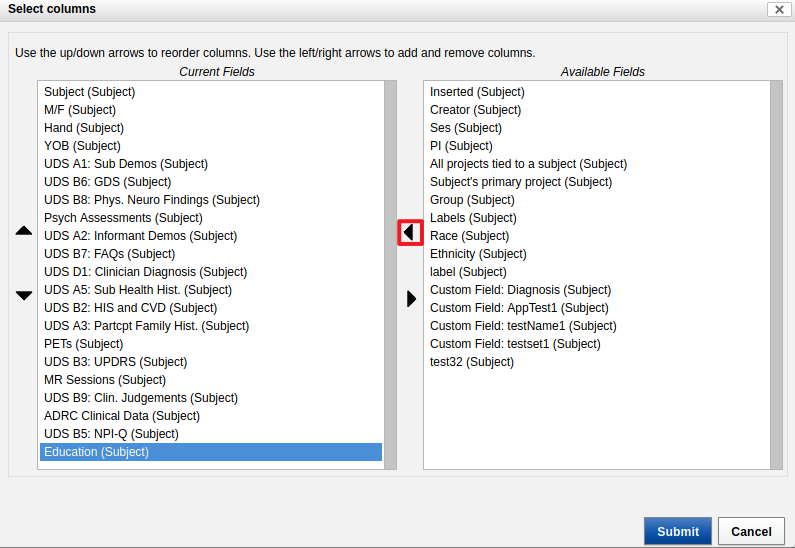 Select columns
Use the up/down arrows to reorder columns. Use the left/right arrows to add and remove columns.
Current Fields
Subject (Subject)
M/F (Subject)
Hand (Subject)
YOB (Subject)
UDS A1: Sub Demos (Subject)
UDS B6: GDS (Subject)
UDS B8: Phys. Neuro Findings (Subject)
Psych Assessments (Subject)
UDS A2: Informant Demos (Subject)
UDS B7: FAQs (Subject)
UDS D1: Clinician Diagnosis (Subject)
UDS A5: Sub Health Hist. (Subject)
UDS B2: HIS and CVD (Subject)
UDS A3: Partcpt Family Hist. (Subject)
PETs (Subject)
UDS B3: UPDRS (Subject)
MR Sessions (Subject)
UDS B9: Clin. Judgements (Subject)
ADRC Clinical Data (Subject)
UDS B5: NPI-Q (Subject)
Education (Subject)
Available Fields
Inserted (Subject)
Creator (Subject)
Ses (Subject)
PI (Subject)
All projects tied to a subject (Subject)
Subject's primary project (Subject)
Group (Subject)
Labels (Subject)
Race (Subject)
Ethnicity (Subject)
label (Subject)
Custom Field: Diagnosis (Subject)
Custom Field: AppTest1 (Subject)
Custom Field: testName1 (Subject)
Custom Field: testset1 (Subject)
test32 (Subject)
Submit
Cancel